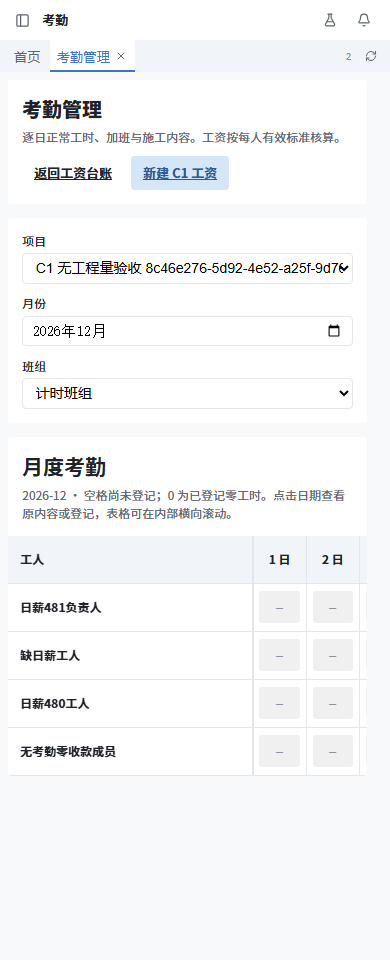 考勤
首页 考勤管理 × 2
考勤管理
逐日正常工时、加班与施工内容。工资按每人有效标准核算。
返回工资台账 新建 C1 工资
项目
C1 无工程量验收 8c46e276-5d92-4e52-a25f-9d76
月份
2026年12月
班组
计时班组
月度考勤
2026-12 · 空格尚未登记；0 为已登记零工时。点击日期查看
原内容或登记，表格可在内部横向滚动。
工人 1 日 2 日
日薪481负责人 — —
缺日薪工人 — —
日薪480工人 — —
无考勤零收款成员 — —